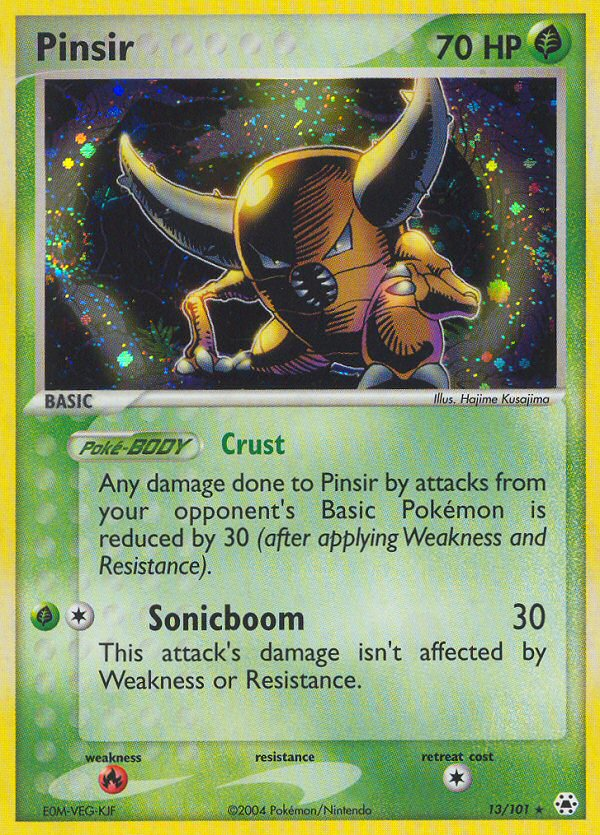 Pinsir
70 HP
BASIC
Illus. Hajime Kusajima
Poké-BODY Crust
Any damage done to Pinsir by attacks from
your opponent's Basic Pokémon is
reduced by 30 (after applying Weakness and
Resistance).
Sonicboom 30
This attack's damage isn't affected by
Weakness or Resistance.
weakness resistance retreat cost
E0M-VEG-KJF ©2004 Pokémon/Nintendo 13/101 ★